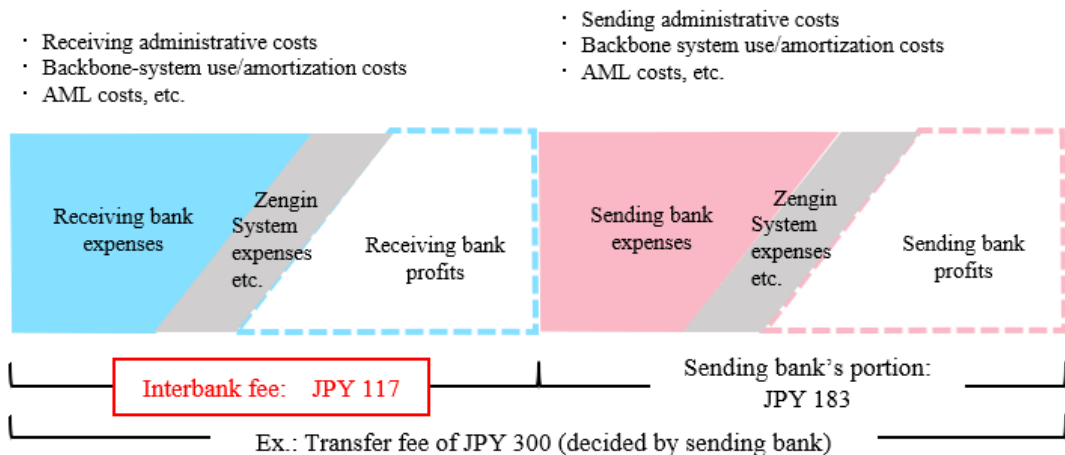 · Receiving administrative costs
· Backbone-system use/amortization costs
· AML costs, etc.
· Sending administrative costs
· Backbone system use/amortization costs
· AML costs, etc.
Receiving bank
expenses
Zengin
System
expenses
etc.
Receiving bank
profits
Sending bank
expenses
Zengin
System
expenses
etc.
Sending bank
profits
Interbank fee: JPY 117
Sending bank’s portion:
JPY 183
Ex.: Transfer fee of JPY 300 (decided by sending bank)